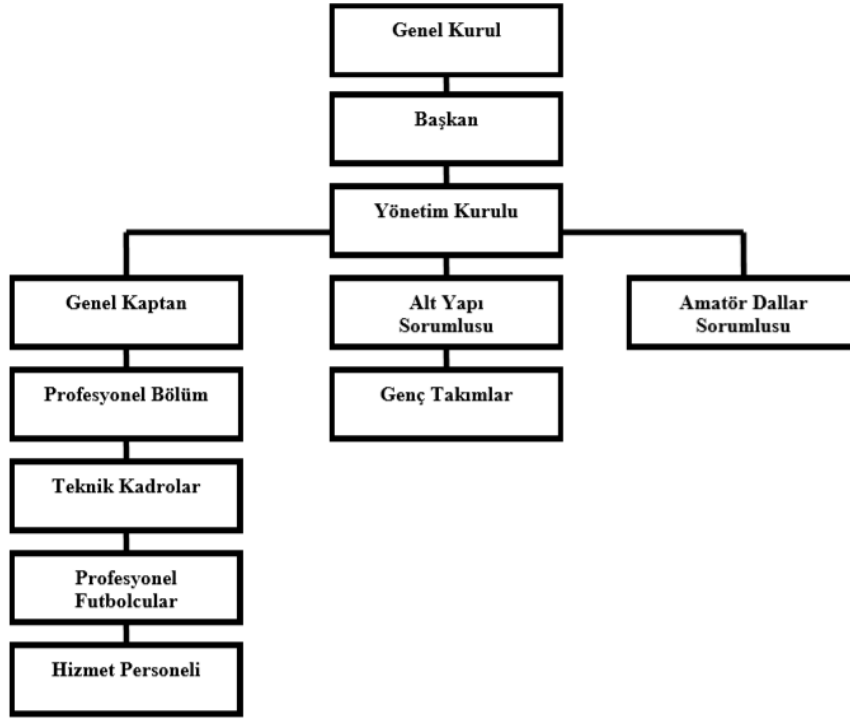 Genel Kurul
Başkan
Yönetim Kurulu
Genel Kaptan
Alt Yapı
Sorumlusu
Amatör Dallar
Sorumlusu
Profesyonel Bölüm
Genç Takımlar
Teknik Kadrolar
Profesyonel
Futbolcular
Hizmet Personeli